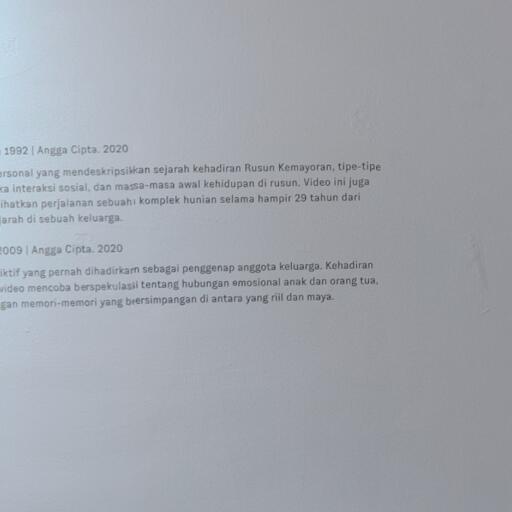 1992 | Angga Cipta. 2020
ersonal yang mendeskripsikan sejarah kehadiran Rusun Kemayoran, tipe-tipe
ka interaksi sosial, dan massa-masa awal kehidupan di rusun. Video ini juga
ihatkan perjalanan sebuah komplek hunian selama hampir 29 tahun dari
jarah di sebuah keluarga.
2009 | Angga Cipta. 2020
iktif yang pernah dihadirkam sebagai penggenap anggota keluarga. Kehadiran
video mencoba berspekulasi tentang hubungan emosional anak dan orang tua,
gan memori-memori yang bersimpangan di antara yang riil dan maya.